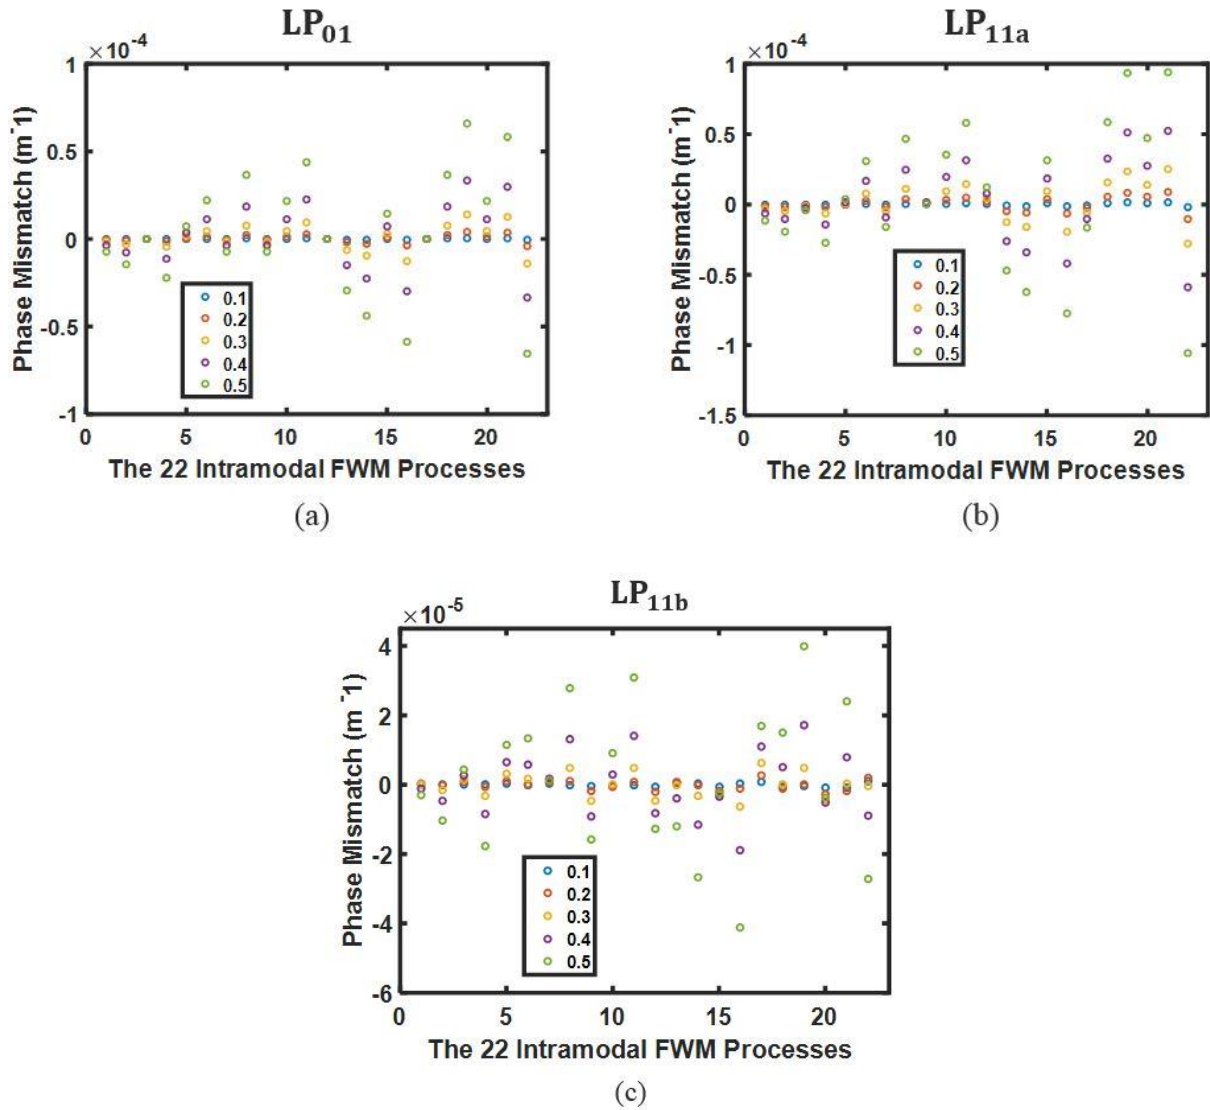 LP01
×10-4
1
0.5
0
-0.5
-1
Phase Mismatch (m-1)
0.1
0.2
0.3
0.4
0.5
0 5 10 15 20
The 22 Intramodal FWM Processes
(a)
LP11a
×10-4
1
0.5
0
-0.5
-1
-1.5
Phase Mismatch (m-1)
0.1
0.2
0.3
0.4
0.5
0 5 10 15 20
The 22 Intramodal FWM Processes
(b)
LP11b
×10-5
4
2
0
-2
-4
-6
Phase Mismatch (m-1)
0.1
0.2
0.3
0.4
0.5
0 5 10 15 20
The 22 Intramodal FWM Processes
(c)